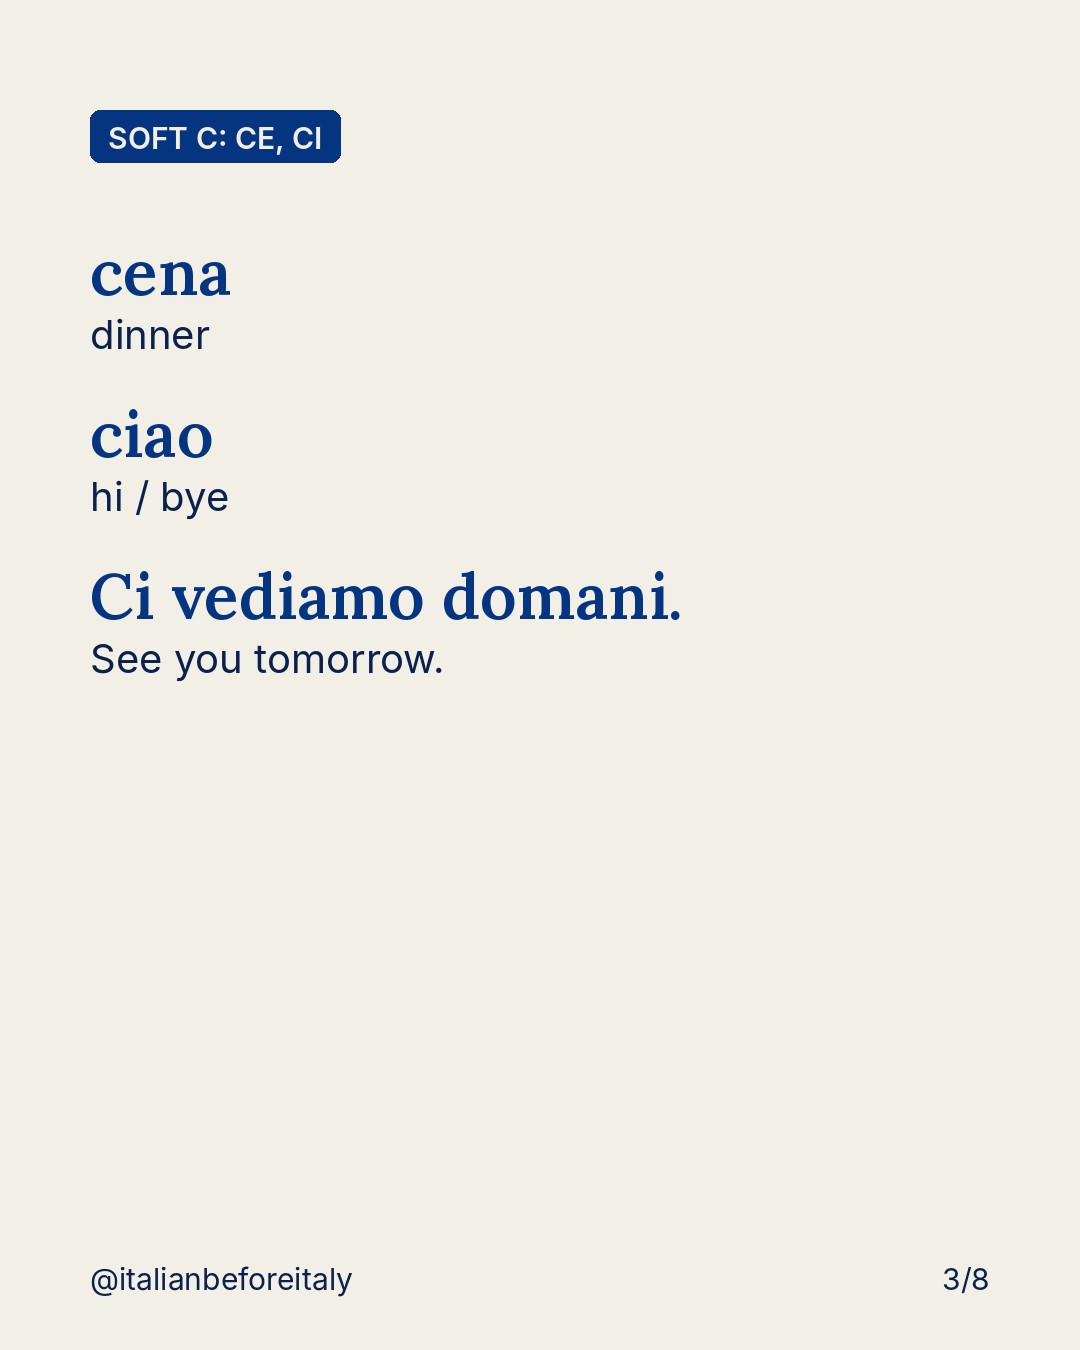 SOFT C: CE, CI
cena
dinner
ciao
hi / bye
Ci vediamo domani.
See you tomorrow.
@italianbeforeitaly
3/8